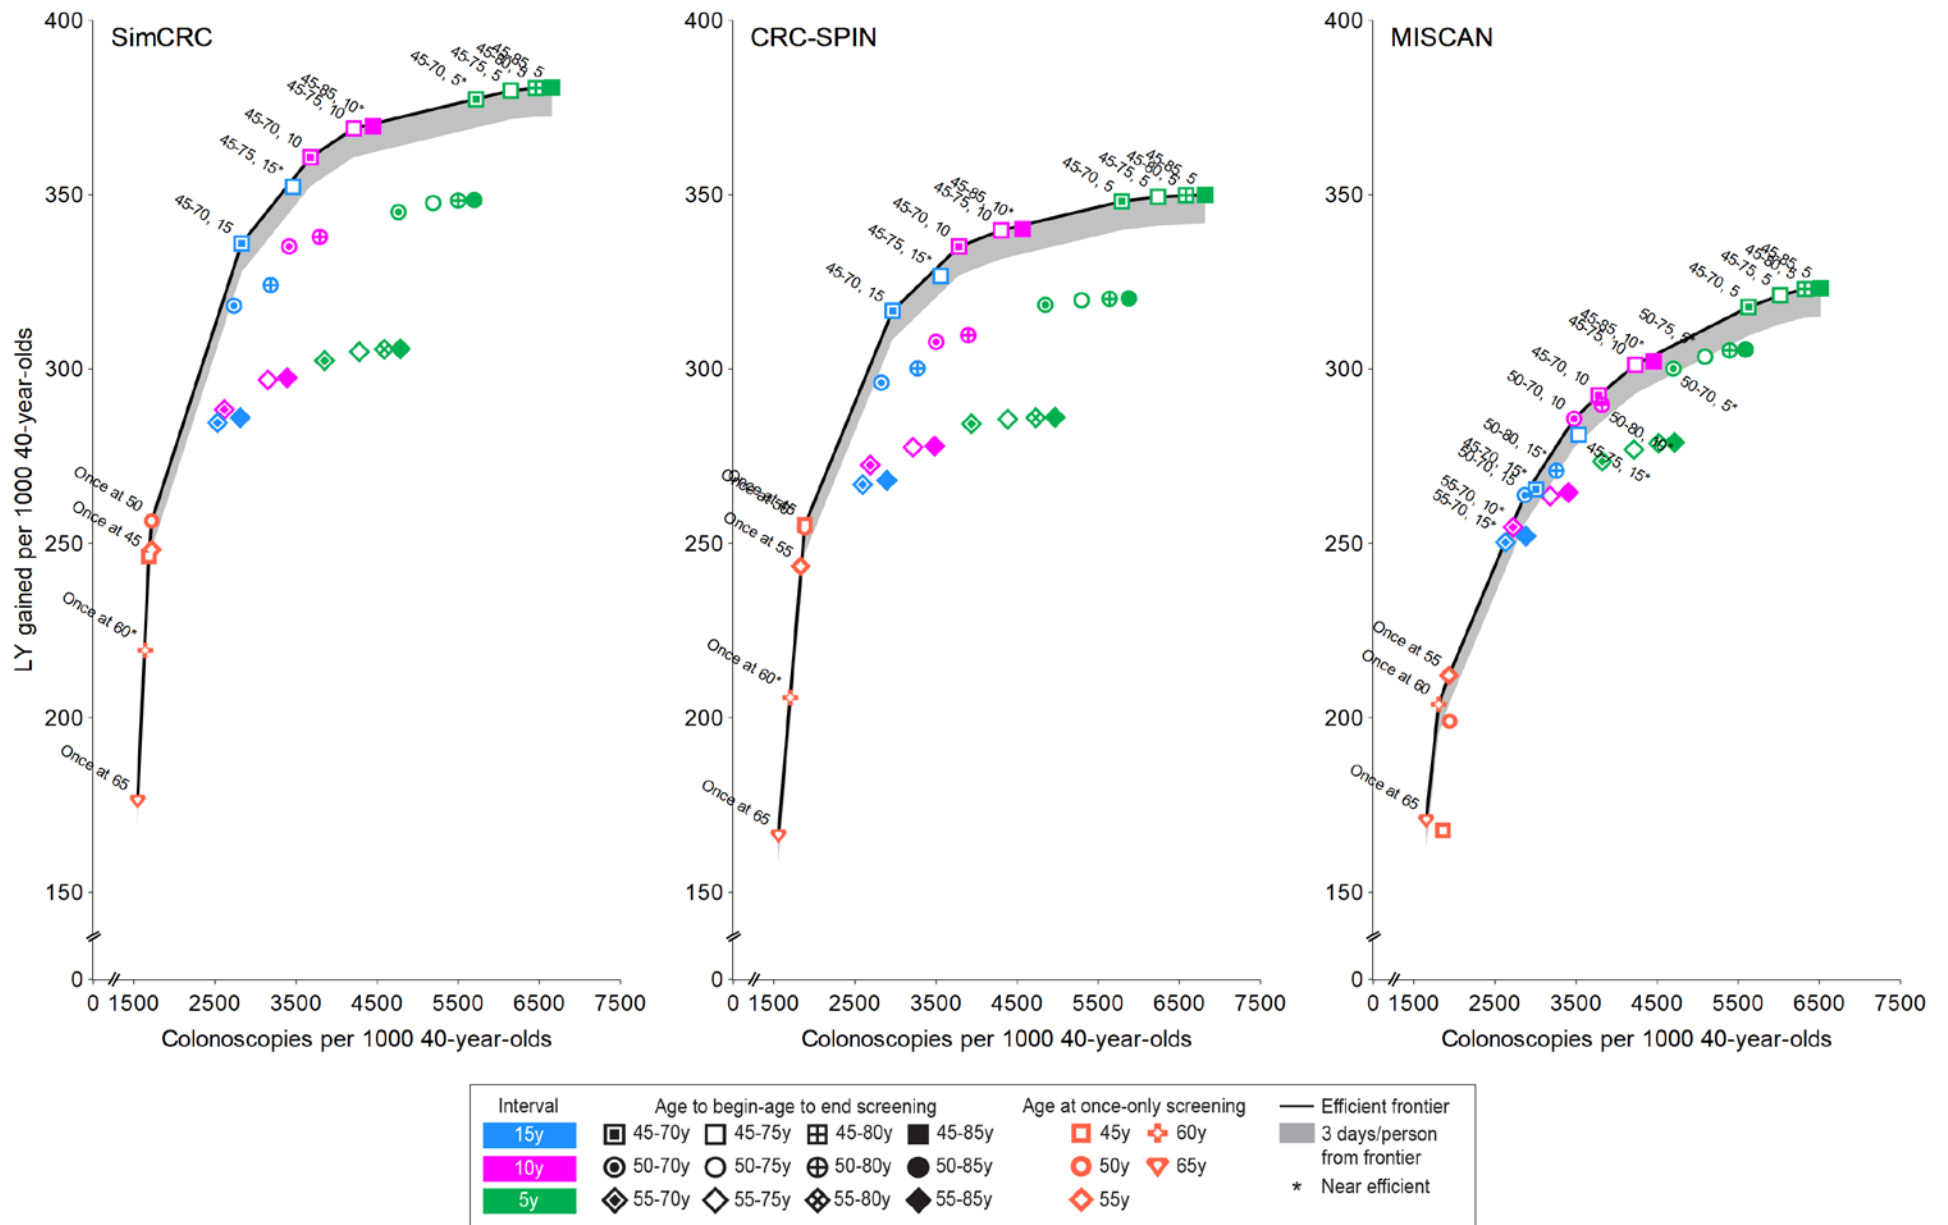 SimCRC
CRC-SPIN
MISCAN
LY gained per 1000 40-year-olds
400
350
300
250
200
150
0
45-85, 5
45-80, 5
45-75, 5
45-70, 5*
45-85, 10*
45-75, 10
45-70, 10
45-75, 15*
45-70, 15
Once at 50
Once at 45
Once at 60*
Once at 65
0 1500 2500 3500 4500 5500 6500 7500
Colonoscopies per 1000 40-year-olds
400
350
300
250
200
150
0
45-85, 5
45-80, 5
45-75, 5
45-70, 5
45-85, 10*
45-75, 10
45-70, 10
45-75, 15*
45-70, 15
Once at 45
Once at 55
Once at 60*
Once at 65
0 1500 2500 3500 4500 5500 6500 7500
Colonoscopies per 1000 40-year-olds
400
350
300
250
200
150
0
45-85, 5
45-80, 5
45-75, 5
45-70, 5
50-75, 5*
50-70, 5*
45-85, 10*
45-75, 10
45-70, 10
50-70, 10
50-80, 10*
45-75, 15*
50-80, 15*
45-70, 15*
50-70, 15
55-70, 10*
55-70, 15*
Once at 55
Once at 60
Once at 65
0 1500 2500 3500 4500 5500 6500 7500
Colonoscopies per 1000 40-year-olds
Interval
15y
10y
5y
Age to begin-age to end screening
45-70y 45-75y 45-80y 45-85y
50-70y 50-75y 50-80y 50-85y
55-70y 55-75y 55-80y 55-85y
Age at once-only screening
45y 60y
50y 65y
55y
Efficient frontier
3 days/person
from frontier
* Near efficient